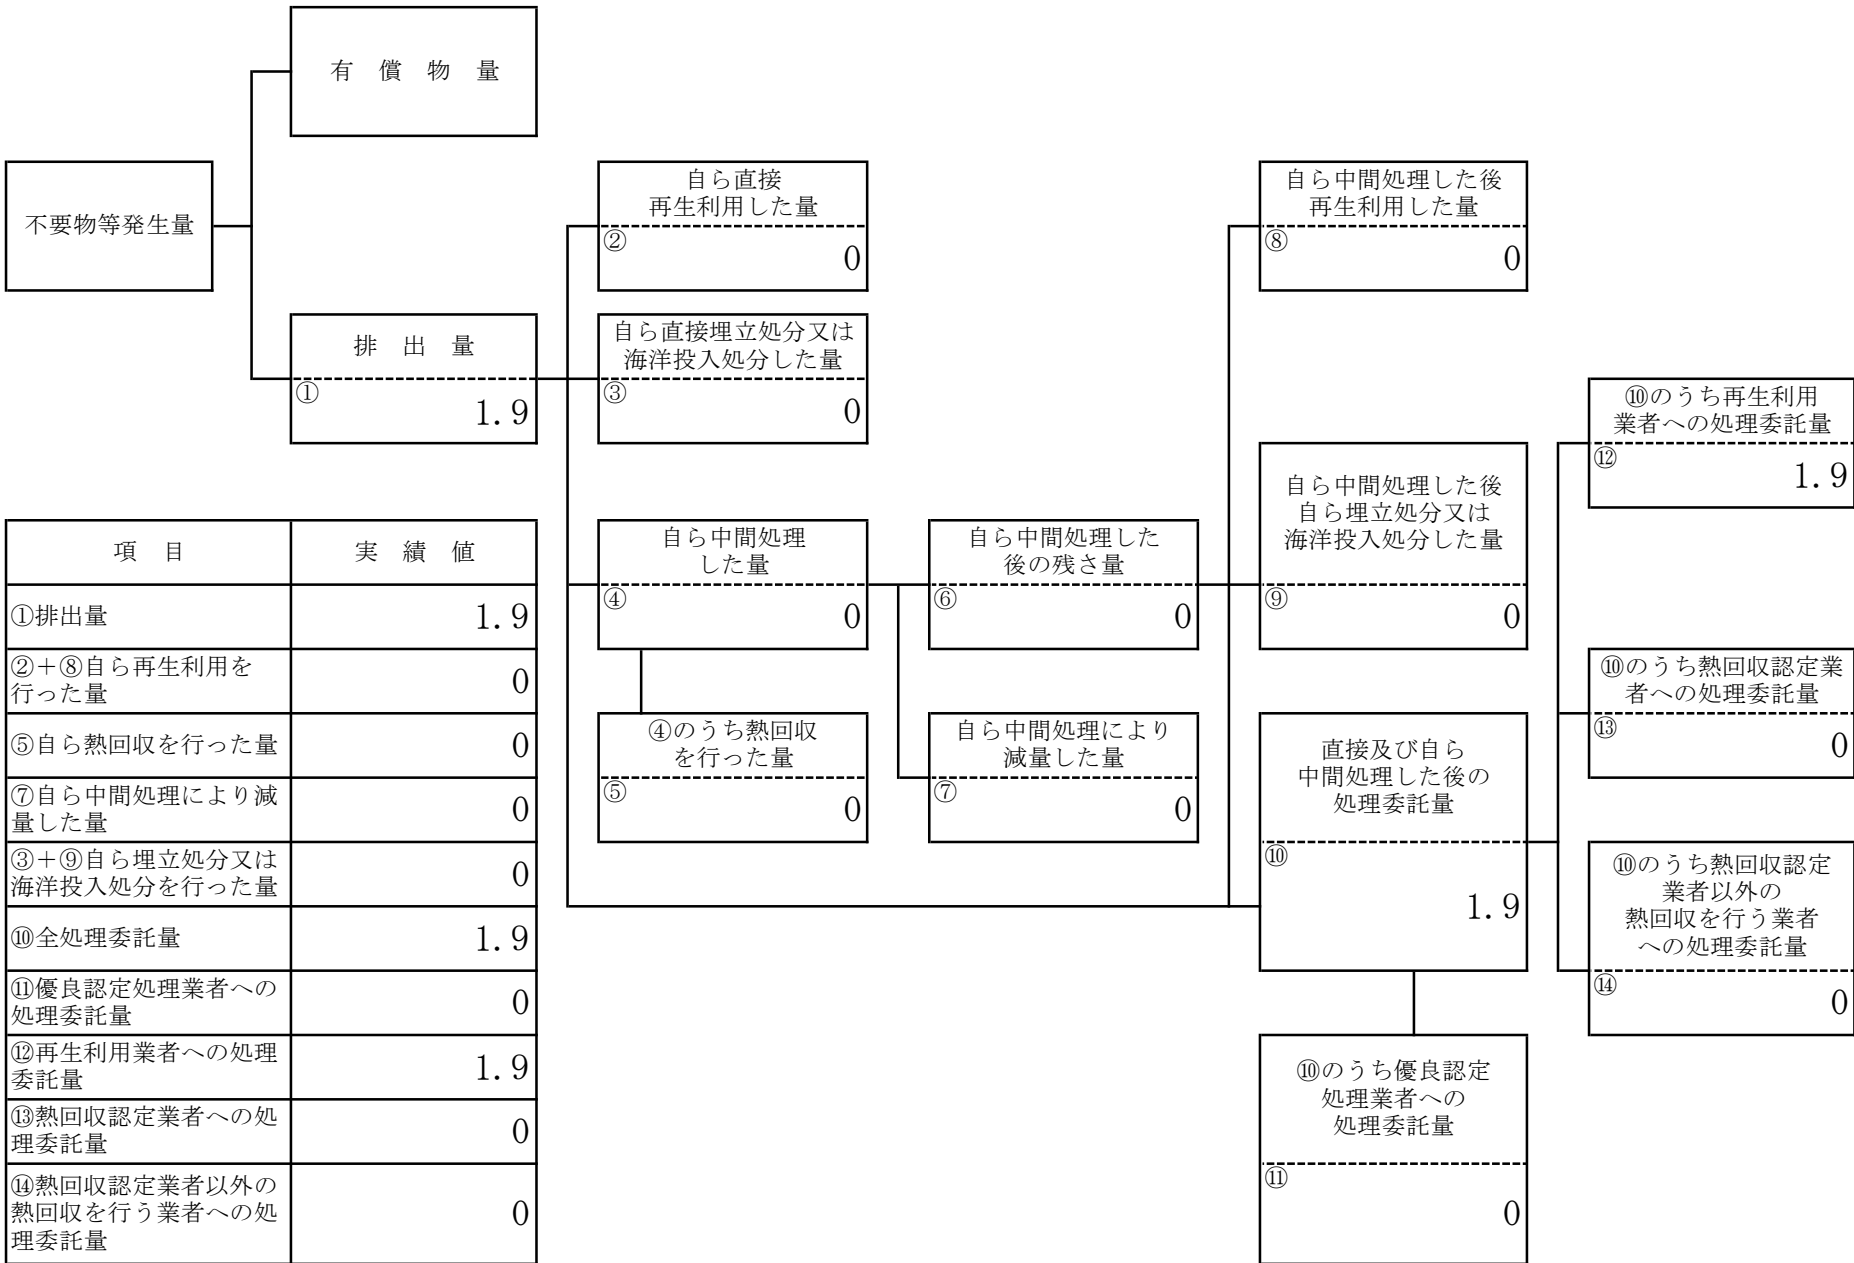 有　償　物　量
不要物等発生量
排　出　量
①
1.9
自ら直接
再生利用した量
②
0
自ら直接埋立処分又は
海洋投入処分した量
③
0
自ら中間処理
した量
④
0
④のうち熱回収
を行った量
⑤
0
自ら中間処理した
後の残さ量
⑥
0
自ら中間処理により
減量した量
⑦
0
自ら中間処理した後
再生利用した量
⑧
0
自ら中間処理した後
自ら埋立処分又は
海洋投入処分した量
⑨
0
直接及び自ら
中間処理した後の
処理委託量
⑩
1.9
⑩のうち優良認定
処理業者への
処理委託量
⑪
0
⑩のうち再生利用
業者への処理委託量
⑫
1.9
⑩のうち熱回収認定業
者への処理委託量
⑬
0
⑩のうち熱回収認定
業者以外の
熱回収を行う業者
への処理委託量
⑭
0
項　目　実　績　値
①排出量 1.9
②＋⑧自ら再生利用を
行った量 0
⑤自ら熱回収を行った量 0
⑦自ら中間処理により減
量した量 0
③＋⑨自ら埋立処分又は
海洋投入処分を行った量 0
⑩全処理委託量 1.9
⑪優良認定処理業者への
処理委託量 0
⑫再生利用業者への処理
委託量 1.9
⑬熱回収認定業者への処
理委託量 0
⑭熱回収認定業者以外の
熱回収を行う業者への処
理委託量 0